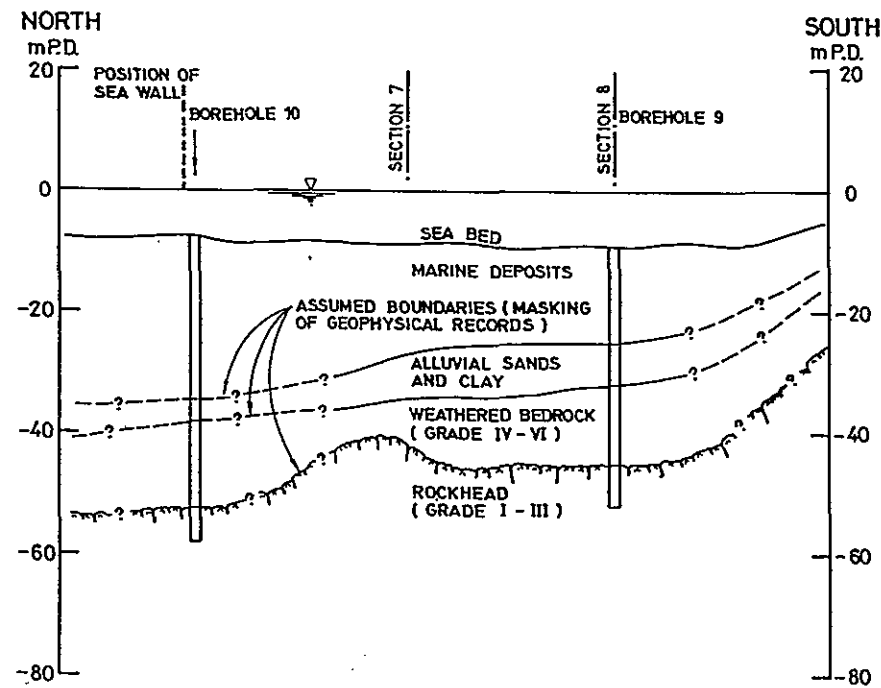 NORTH
mP.D.
SOUTH
mP.D.
20
20
POSITION OF
SEA WALL
BOREHOLE 10
SECTION 7
SECTION 8
BOREHOLE 9
0
0
SEA BED
MARINE DEPOSITS
-20
-20
ASSUMED BOUNDARIES (MASKING
OF GEOPHYSICAL RECORDS)
? ? ? ? ?
ALLUVIAL SANDS
AND CLAY
? ? ? ? ?
WEATHERED BEDROCK
(GRADE IV-VI)
-40
-40
? ? ? ? ?
ROCKHEAD
(GRADE I-III)
-60
-60
-80
-80